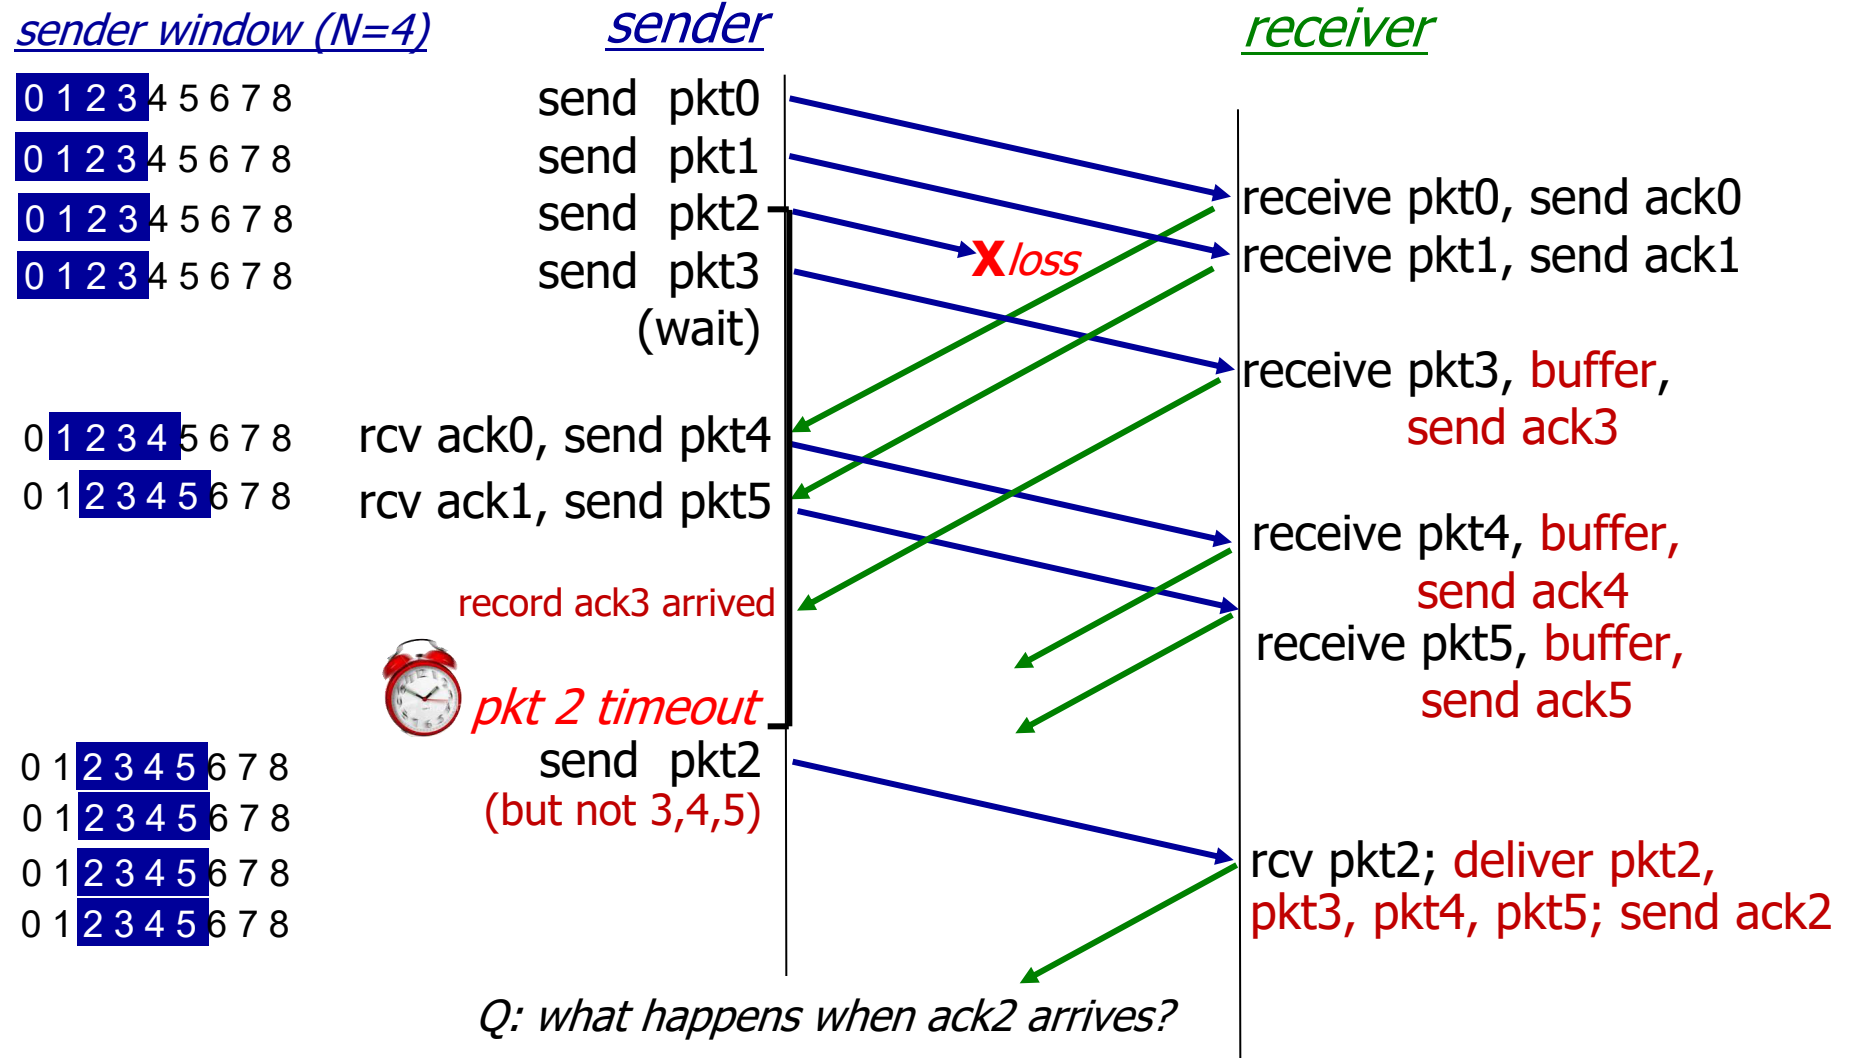 sender window (N=4)
sender
receiver
0 1 2 3 4 5 6 7 8
send pkt0
0 1 2 3 4 5 6 7 8
send pkt1
0 1 2 3 4 5 6 7 8
send pkt2
0 1 2 3 4 5 6 7 8
send pkt3
(wait)
X loss
receive pkt0, send ack0
receive pkt1, send ack1
receive pkt3, buffer,
send ack3
0 1 2 3 4 5 6 7 8
rcv ack0, send pkt4
0 1 2 3 4 5 6 7 8
rcv ack1, send pkt5
receive pkt4, buffer,
send ack4
record ack3 arrived
receive pkt5, buffer,
send ack5
pkt 2 timeout
0 1 2 3 4 5 6 7 8
send pkt2
0 1 2 3 4 5 6 7 8
(but not 3,4,5)
0 1 2 3 4 5 6 7 8
0 1 2 3 4 5 6 7 8
rcv pkt2; deliver pkt2,
pkt3, pkt4, pkt5; send ack2
Q: what happens when ack2 arrives?